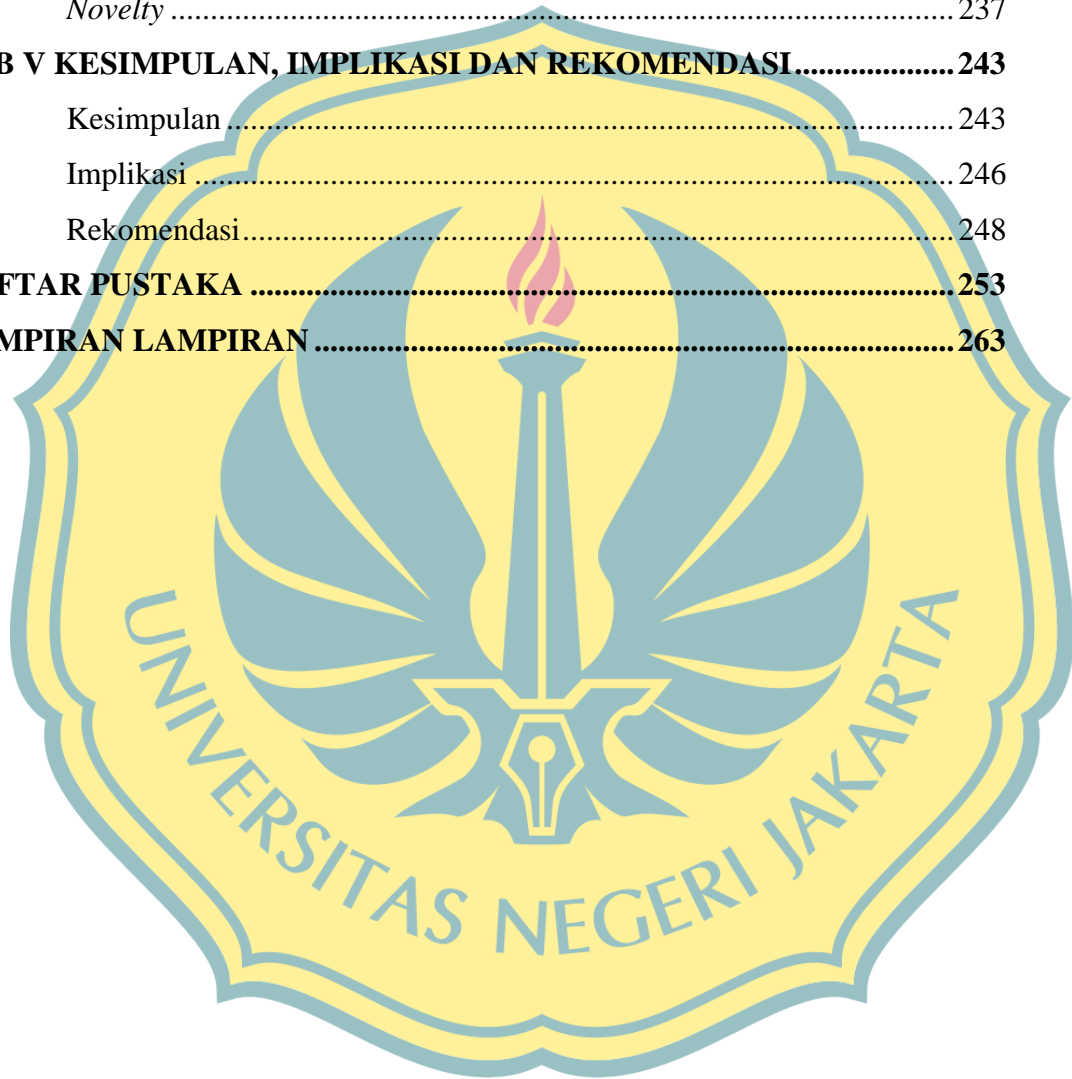 Novelty ........................................................................................ 237
B V KESIMPULAN, IMPLIKASI DAN REKOMENDASI ................... 243
Kesimpulan .................................................................................. 243
Implikasi ...................................................................................... 246
Rekomendasi ................................................................................ 248
FTAR PUSTAKA ............................................................................ 253
MPIRAN LAMPIRAN ..................................................................... 263
UNIVERSITAS NEGERI JAKARTA